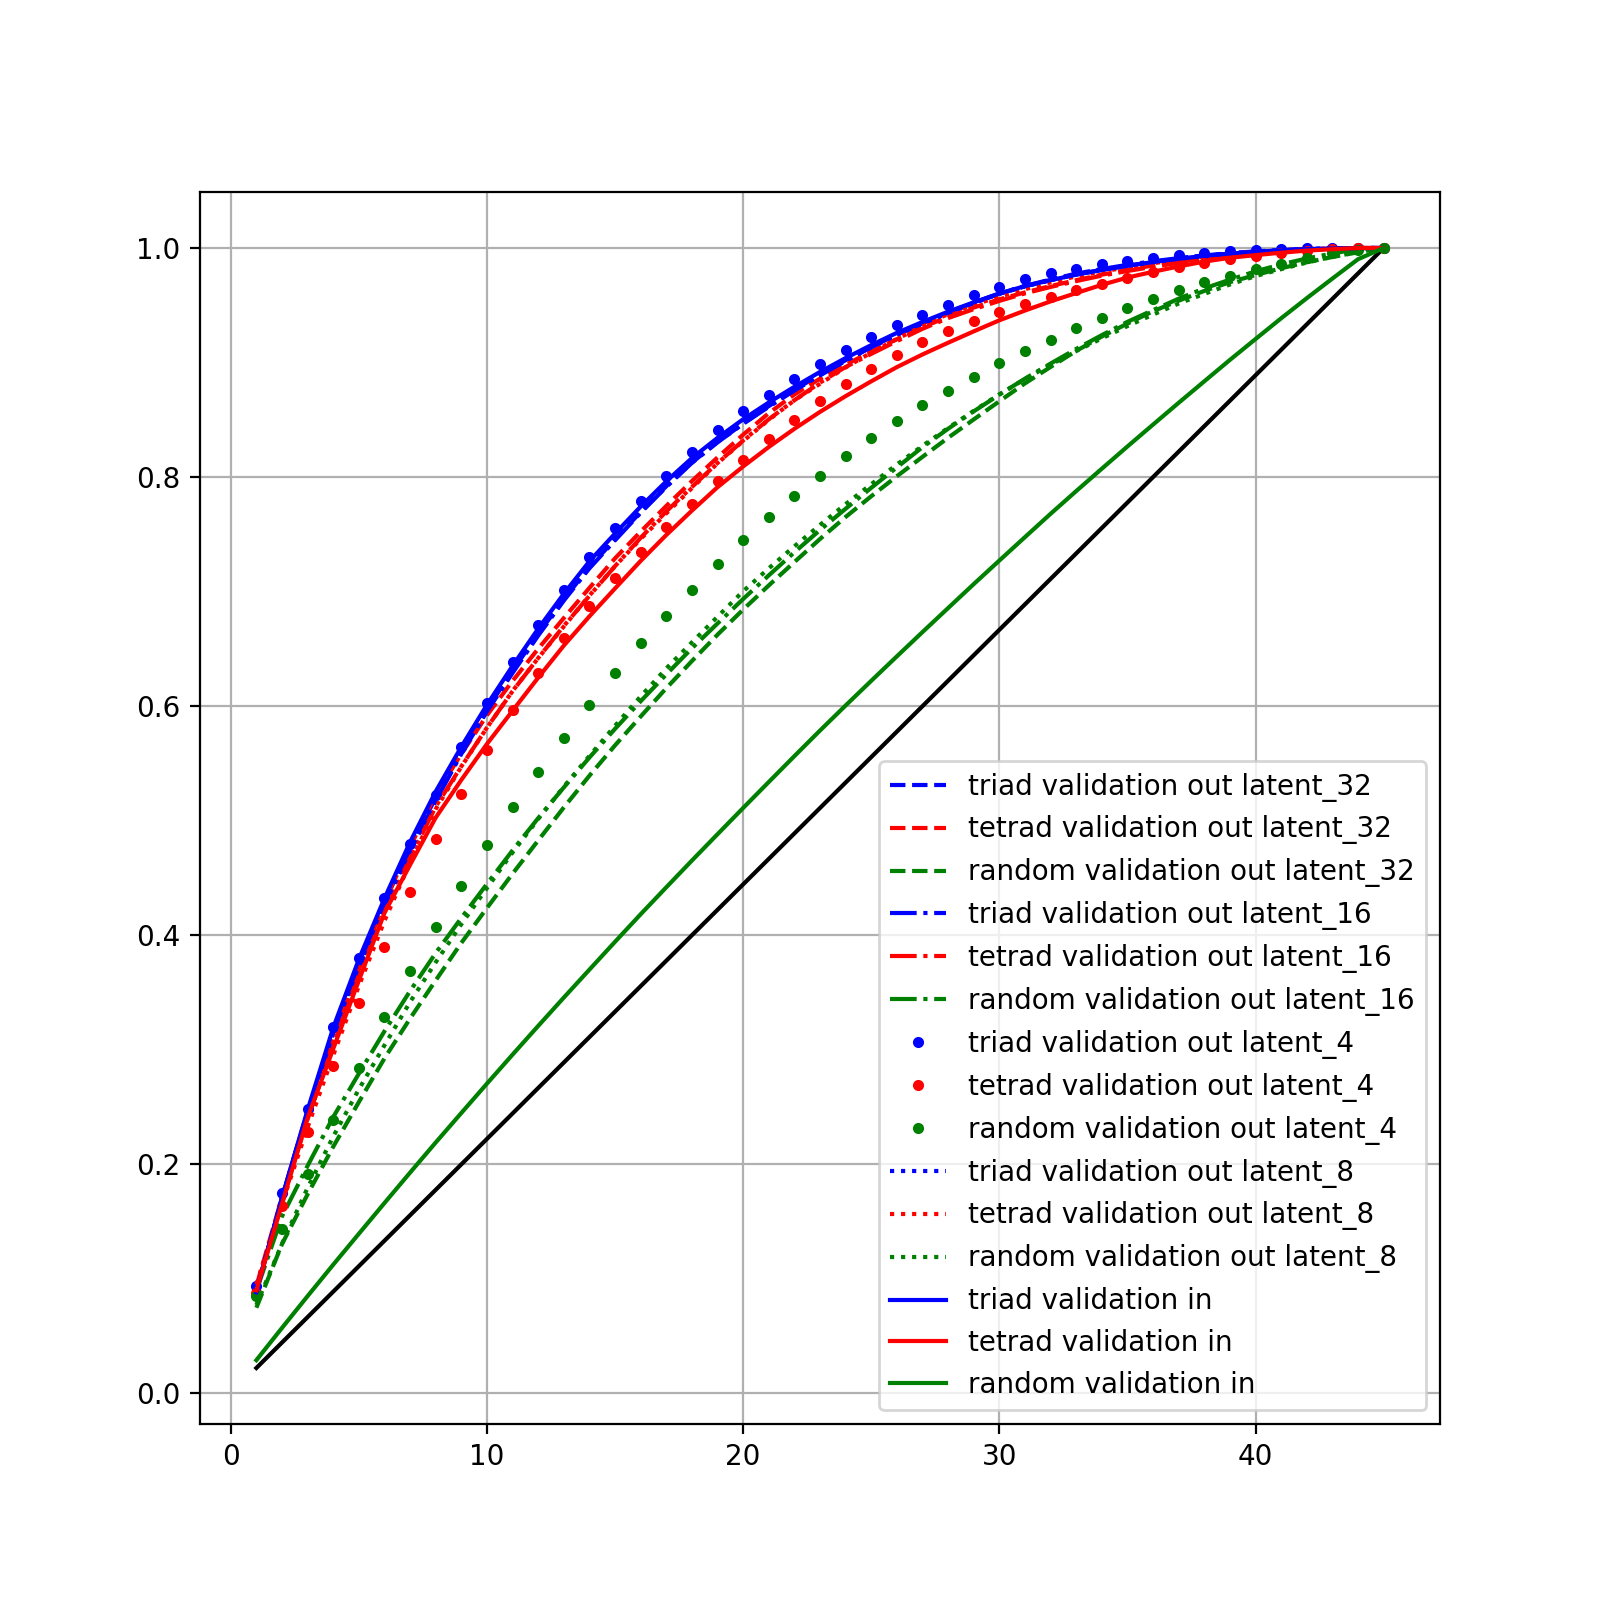 1.0
0.8
0.6
0.4
0.2
0.0
0 10 20 30 40
triad validation out latent_32
tetrad validation out latent_32
random validation out latent_32
triad validation out latent_16
tetrad validation out latent_16
random validation out latent_16
triad validation out latent_4
tetrad validation out latent_4
random validation out latent_4
triad validation out latent_8
tetrad validation out latent_8
random validation out latent_8
triad validation in
tetrad validation in
random validation in